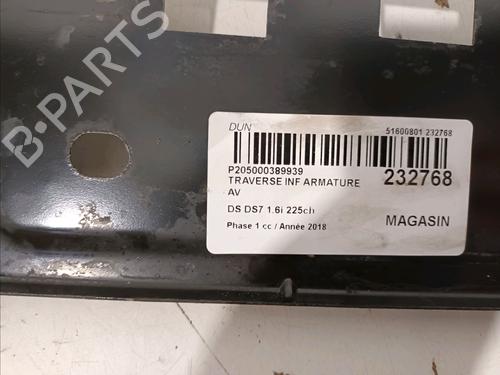 B-PARTS
DUN
51600801 232768
P205000389939
TRAVERSE INF ARMATURE
AV
232768
DS DS7 1.6i 225ch
MAGASIN
Phase 1 cc / Année 2018